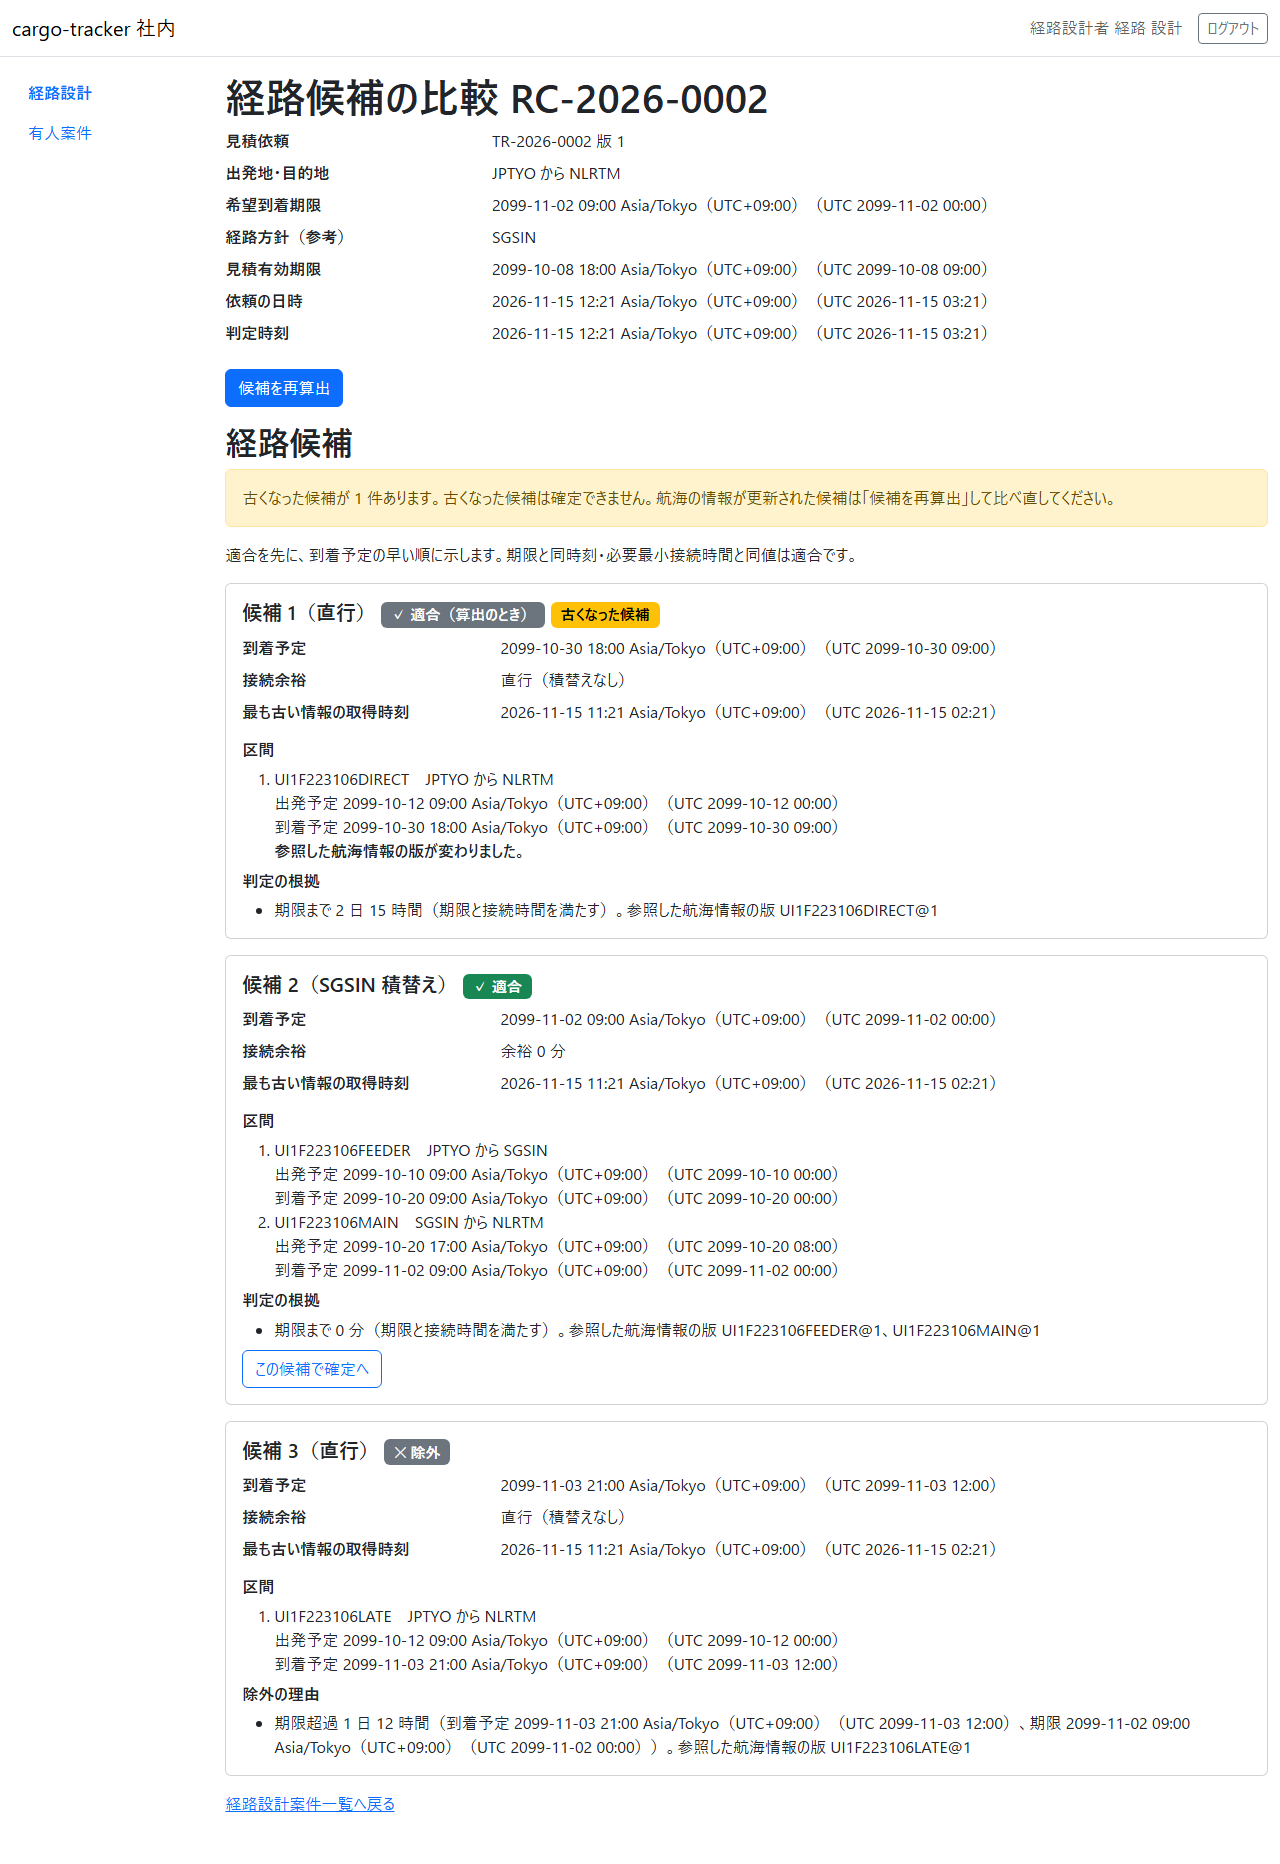 cargo-tracker 社内
経路設計者 経路 設計
ログアウト
経路設計
有人案件
経路候補の比較 RC-2026-0002
見積依頼 TR-2026-0002 版 1
出発地・目的地 JPTYO から NLRTM
希望到着期限 2099-11-02 09:00 Asia/Tokyo（UTC+09:00）（UTC 2099-11-02 00:00）
経路方針（参考） SGSIN
見積有効期限 2099-10-08 18:00 Asia/Tokyo（UTC+09:00）（UTC 2099-10-08 09:00）
依頼の日時 2026-11-15 12:21 Asia/Tokyo（UTC+09:00）（UTC 2026-11-15 03:21）
判定時刻 2026-11-15 12:21 Asia/Tokyo（UTC+09:00）（UTC 2026-11-15 03:21）
候補を再算出
経路候補
古くなった候補が 1 件あります。古くなった候補は確定できません。航海の情報が更新された候補は「候補を再算出」して比べ直してください。
適合を先に、到着予定の早い順に示します。期限と同時刻・必要最小接続時間と同値は適合です。
候補 1（直行） ✓ 適合（算出のとき） 古くなった候補
到着予定 2099-10-30 18:00 Asia/Tokyo（UTC+09:00）（UTC 2099-10-30 09:00）
接続余裕 直行（積替えなし）
最も古い情報の取得時刻 2026-11-15 11:21 Asia/Tokyo（UTC+09:00）（UTC 2026-11-15 02:21）
区間
1. UI1F223106DIRECT　JPTYO から NLRTM
出発予定 2099-10-12 09:00 Asia/Tokyo（UTC+09:00）（UTC 2099-10-12 00:00）
到着予定 2099-10-30 18:00 Asia/Tokyo（UTC+09:00）（UTC 2099-10-30 09:00）
参照した航海情報の版が変わりました。
判定の根拠
• 期限まで 2 日 15 時間（期限と接続時間を満たす）。参照した航海情報の版 UI1F223106DIRECT@1
候補 2（SGSIN 積替え） ✓ 適合
到着予定 2099-11-02 09:00 Asia/Tokyo（UTC+09:00）（UTC 2099-11-02 00:00）
接続余裕 余裕 0 分
最も古い情報の取得時刻 2026-11-15 11:21 Asia/Tokyo（UTC+09:00）（UTC 2026-11-15 02:21）
区間
1. UI1F223106FEEDER　JPTYO から SGSIN
出発予定 2099-10-10 09:00 Asia/Tokyo（UTC+09:00）（UTC 2099-10-10 00:00）
到着予定 2099-10-20 09:00 Asia/Tokyo（UTC+09:00）（UTC 2099-10-20 00:00）
2. UI1F223106MAIN　SGSIN から NLRTM
出発予定 2099-10-20 17:00 Asia/Tokyo（UTC+09:00）（UTC 2099-10-20 08:00）
到着予定 2099-11-02 09:00 Asia/Tokyo（UTC+09:00）（UTC 2099-11-02 00:00）
判定の根拠
• 期限まで 0 分（期限と接続時間を満たす）。参照した航海情報の版 UI1F223106FEEDER@1、UI1F223106MAIN@1
この候補で確定へ
候補 3（直行） ✕ 除外
到着予定 2099-11-03 21:00 Asia/Tokyo（UTC+09:00）（UTC 2099-11-03 12:00）
接続余裕 直行（積替えなし）
最も古い情報の取得時刻 2026-11-15 11:21 Asia/Tokyo（UTC+09:00）（UTC 2026-11-15 02:21）
区間
1. UI1F223106LATE　JPTYO から NLRTM
出発予定 2099-10-12 09:00 Asia/Tokyo（UTC+09:00）（UTC 2099-10-12 00:00）
到着予定 2099-11-03 21:00 Asia/Tokyo（UTC+09:00）（UTC 2099-11-03 12:00）
除外の理由
• 期限超過 1 日 12 時間（到着予定 2099-11-03 21:00 Asia/Tokyo（UTC+09:00）（UTC 2099-11-03 12:00）、期限 2099-11-02 09:00
Asia/Tokyo（UTC+09:00）（UTC 2099-11-02 00:00））。参照した航海情報の版 UI1F223106LATE@1
経路設計案件一覧へ戻る